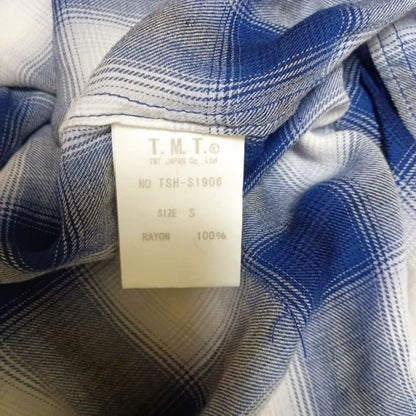 T.M.T.®
TMT JAPAN Co.,Ltd
NO TSH-S1906
SIZE S
RAYON 100%